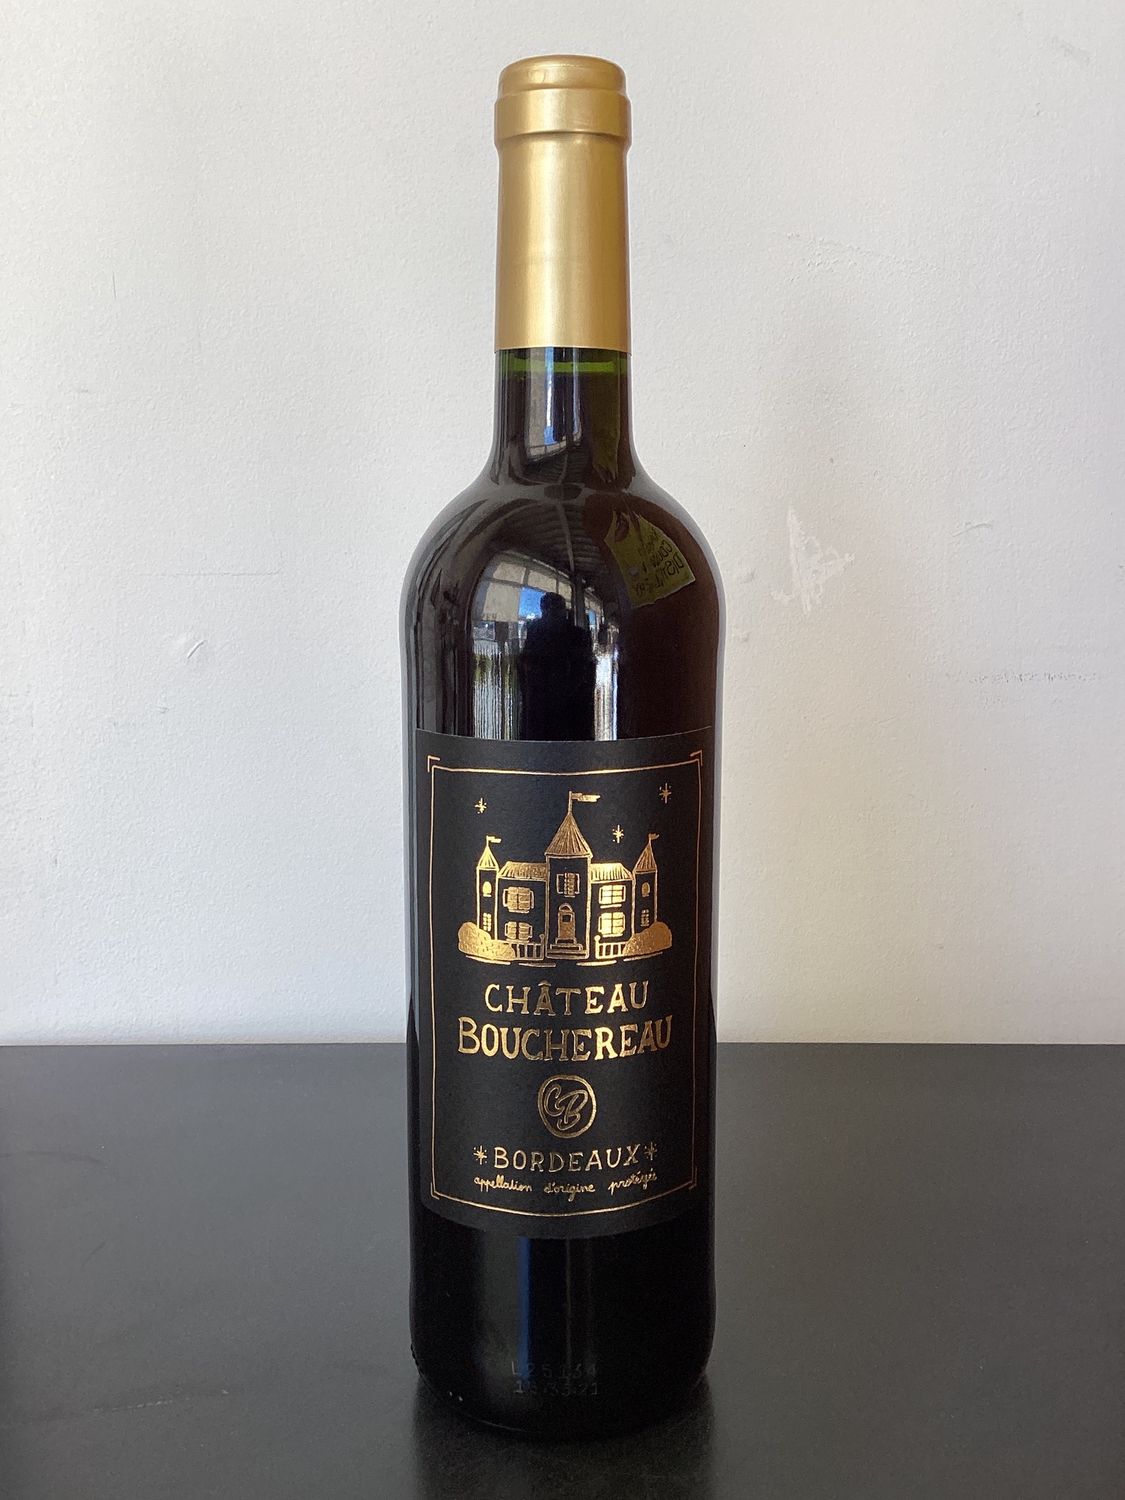 CHÂTEAU
BOUCHEREAU
CB
*BORDEAUX*
appellation d'origine protégée